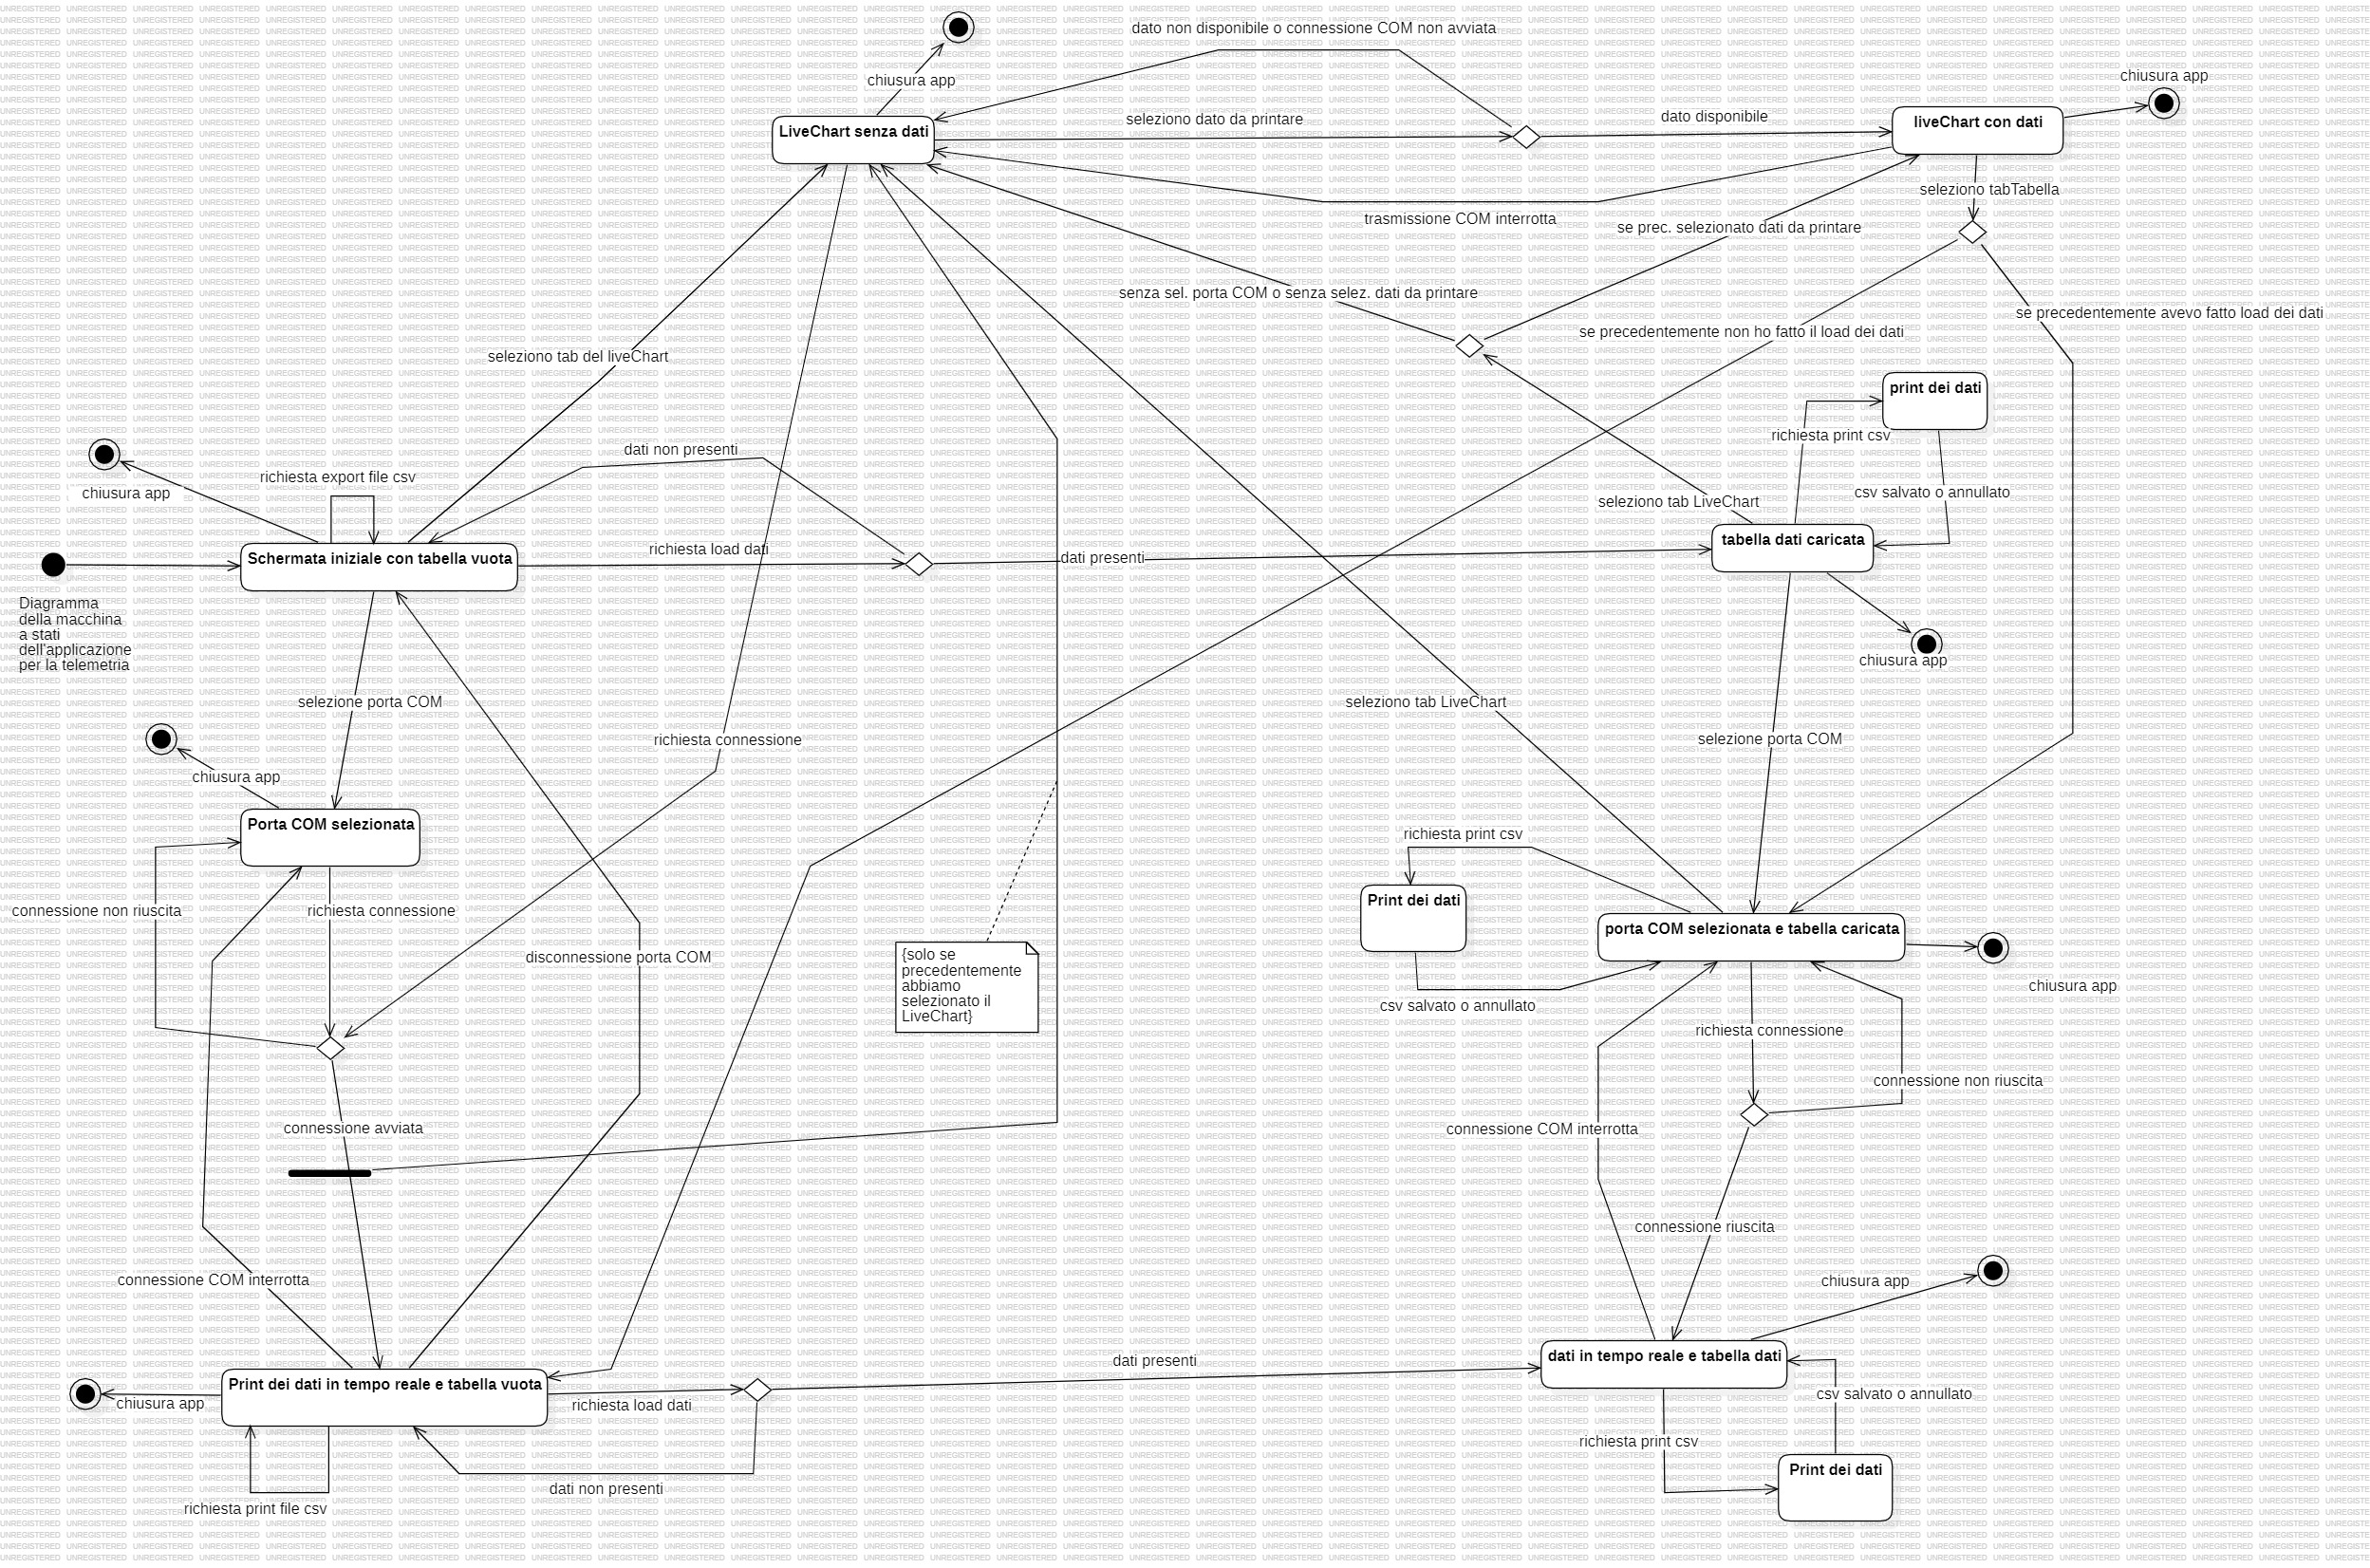 dato non disponibile o connessione COM non avviata
chiusura app
chiusura app
LiveChart senza dati
seleziono dato da printare
dato disponibile
liveChart con dati
seleziono tabTabella
trasmissione COM interrotta
se prec. selezionato dati da printare
senza sel. porta COM o senza selez. dati da printare
se precedentemente avevo fatto load dei dati
se precedentemente non ho fatto il load dei dati
seleziono tab del liveChart
print dei dati
richiesta print csv
dati non presenti
richiesta export file csv
chiusura app
csv salvato o annullato
seleziono tab LiveChart
Schermata iniziale con tabella vuota
richiesta load dati
dati presenti
tabella dati caricata
Diagramma
della macchina
a stati
dell'applicazione
per la telemetria
chiusura app
selezione porta COM
seleziono tab LiveChart
richiesta connessione
selezione porta COM
chiusura app
Porta COM selezionata
richiesta print csv
Print dei dati
connessione non riuscita
richiesta connessione
porta COM selezionata e tabella caricata
disconnessione porta COM
{solo se
precedentemente
abbiamo
selezionato il
LiveChart}
chiusura app
csv salvato o annullato
richiesta connessione
connessione non riuscita
connessione avviata
connessione COM interrotta
connessione riuscita
connessione COM interrotta
chiusura app
dati presenti
dati in tempo reale e tabella dati
Print dei dati in tempo reale e tabella vuota
chiusura app
richiesta load dati
csv salvato o annullato
richiesta print csv
Print dei dati
dati non presenti
richiesta print file csv
UNREGISTERED